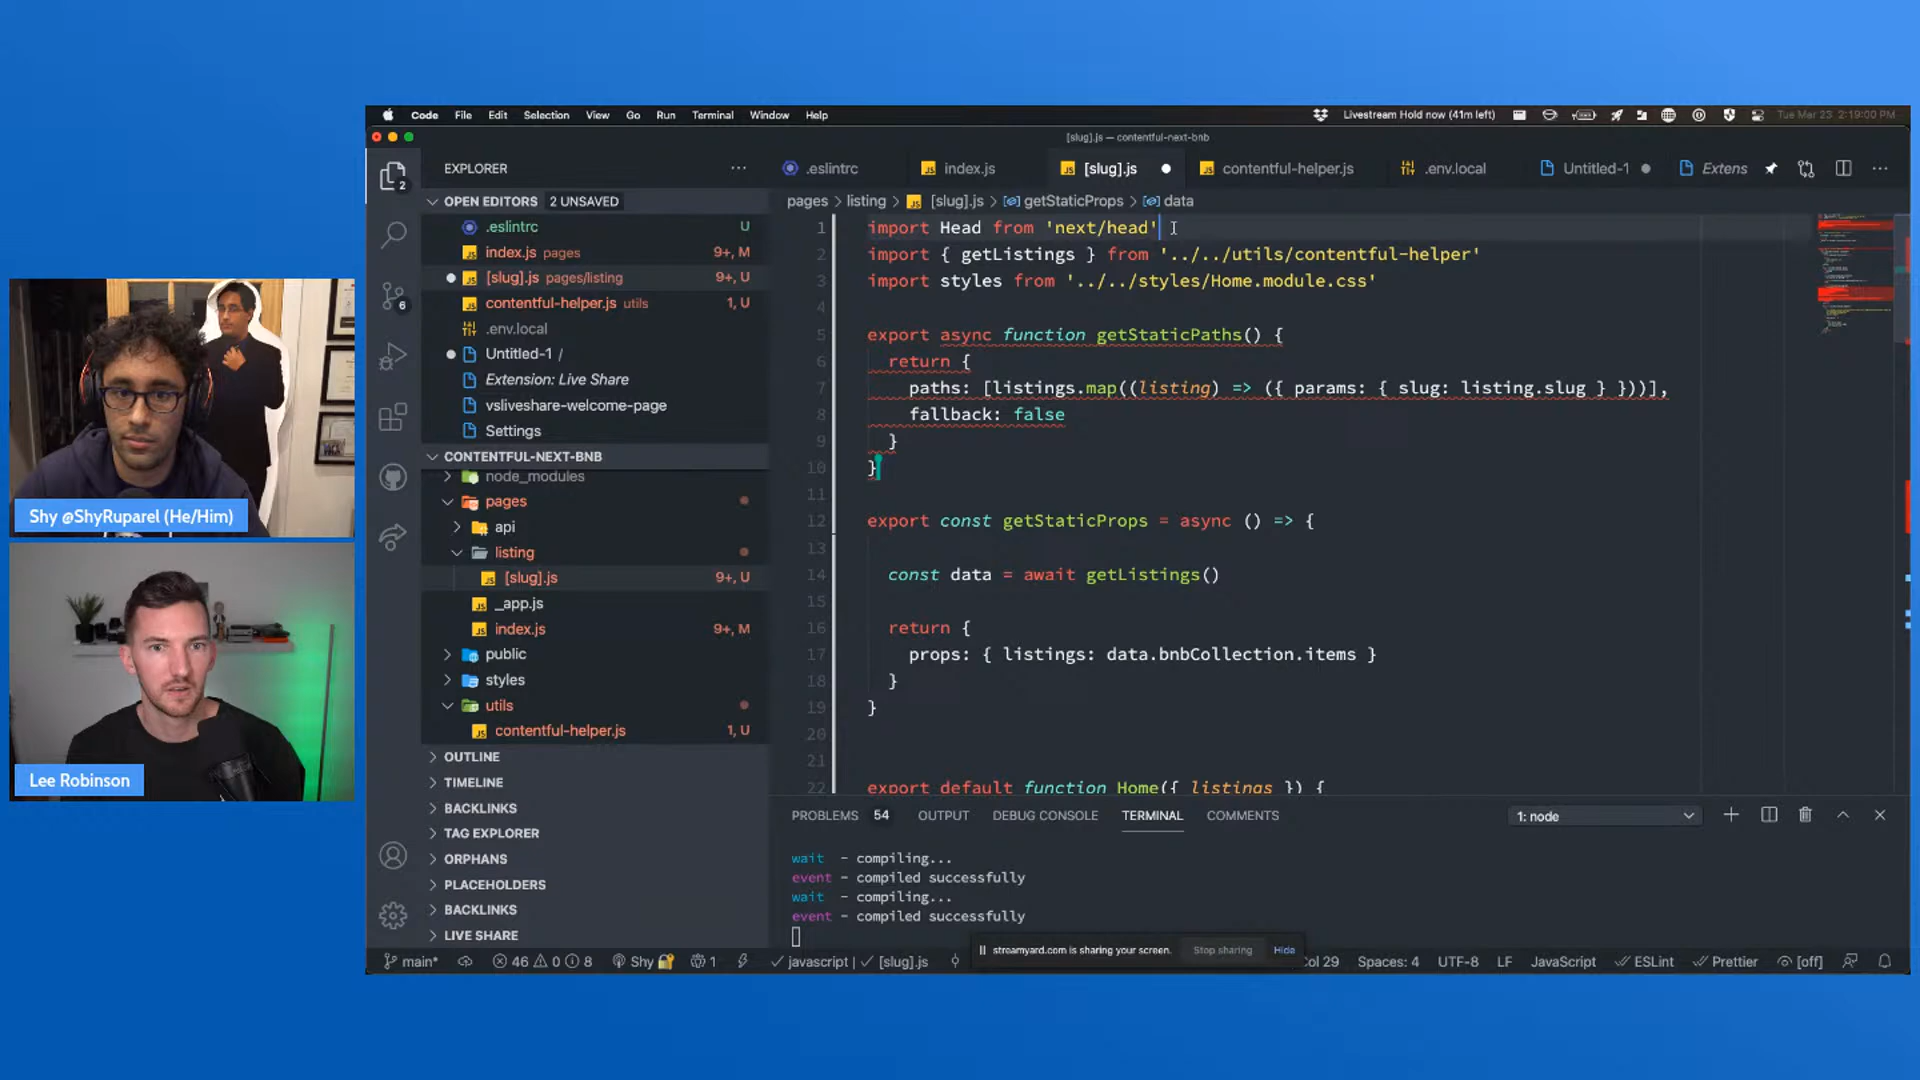 Code File Edit Selection View Go Run Terminal Window Help
Livestream Hold now (41m left)
Tue Mar 23 2:19:00 PM
[slug].js — contentful-next-bnb
EXPLORER
.eslintrc
index.js
[slug].js
contentful-helper.js
.env.local
Untitled-1
Extens
OPEN EDITORS 2 UNSAVED
.eslintrc U
index.js pages 9+, M
[slug].js pages/listing 9+, U
contentful-helper.js utils 1, U
.env.local
Untitled-1 /
Extension: Live Share
vsliveshare-welcome-page
Settings
CONTENTFUL-NEXT-BNB
node_modules
pages
api
listing
[slug].js 9+, U
_app.js
index.js 9+, M
public
styles
utils
contentful-helper.js 1, U
OUTLINE
TIMELINE
BACKLINKS
TAG EXPLORER
ORPHANS
PLACEHOLDERS
BACKLINKS
LIVE SHARE
2
6
pages > listing > [slug].js > getStaticProps > data
1 import Head from 'next/head'
2 import { getListings } from '../../utils/contentful-helper'
3 import styles from '../../styles/Home.module.css'
4
5 export async function getStaticPaths() {
6 return {
7 paths: [listings.map((listing) => ({ params: { slug: listing.slug } }))],
8 fallback: false
9 }
10 }
11
12 export const getStaticProps = async () => {
13
14 const data = await getListings()
15
16 return {
17 props: { listings: data.bnbCollection.items }
18 }
19 }
20
21
22 export default function Home({ listings }) {
PROBLEMS 54 OUTPUT DEBUG CONSOLE TERMINAL COMMENTS
1: node
wait - compiling...
event - compiled successfully
wait - compiling...
event - compiled successfully
streamyard.com is sharing your screen. Stop sharing Hide
main* 46 0 8 Shy 1 javascript | [slug].js
Col 29 Spaces: 4 UTF-8 LF JavaScript ESLint Prettier [off]
Shy @ShyRuparel (He/Him)
Lee Robinson